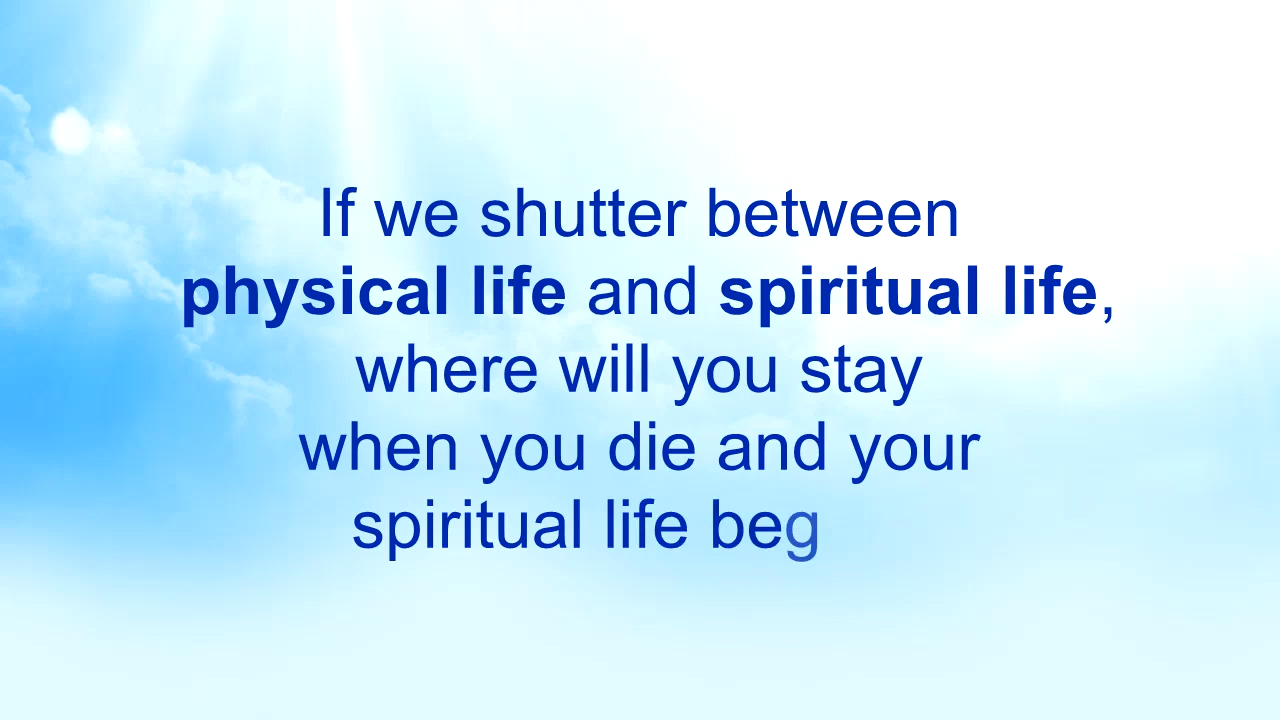 If we shutter between
physical life and spiritual life,
where will you stay
when you die and your
spiritual life beg